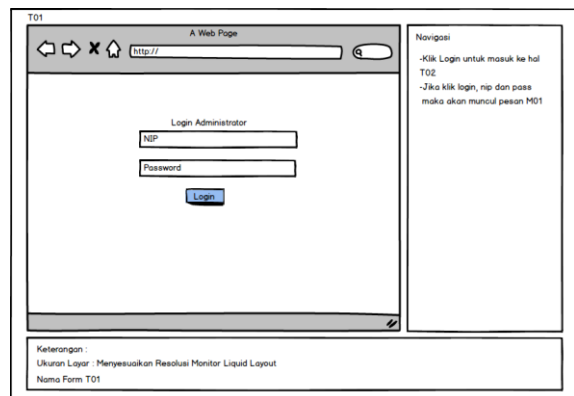 T01
A Web Page
http://
Login Administrator
NIP
Password
Login
Navigasi
-Klik Login untuk masuk ke hal
T02
-Jika klik login, nip dan pass
maka akan muncul pesan M01
Keterangan :
Ukuran Layar : Menyesuaikan Resolusi Monitor Liquid Layout
Nama Form T01